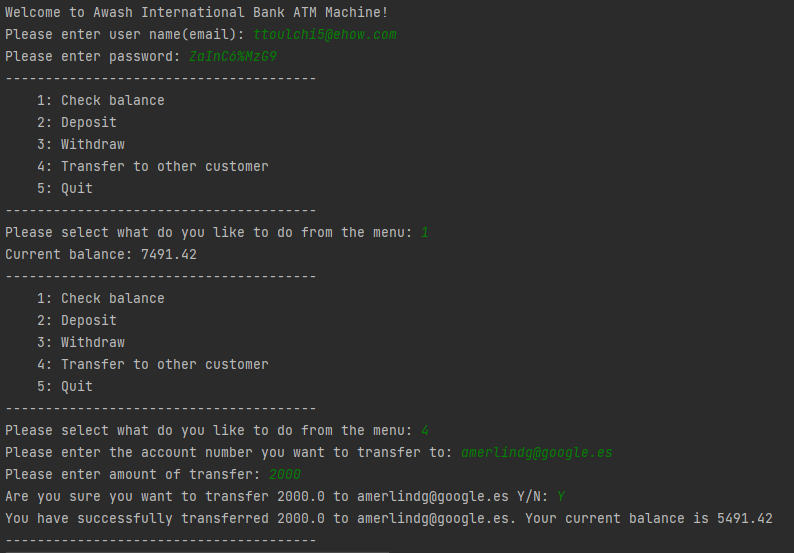 Welcome to Awash International Bank ATM Machine!
Please enter user name(email): ttoulchi5@ehow.com
Please enter password: ZaInC6%MzG9
---------------------------------------
    1: Check balance
    2: Deposit
    3: Withdraw
    4: Transfer to other customer
    5: Quit
---------------------------------------
Please select what do you like to do from the menu: 1
Current balance: 7491.42
---------------------------------------
    1: Check balance
    2: Deposit
    3: Withdraw
    4: Transfer to other customer
    5: Quit
---------------------------------------
Please select what do you like to do from the menu: 4
Please enter the account number you want to transfer to: amerlindg@google.es
Please enter amount of transfer: 2000
Are you sure you want to transfer 2000.0 to amerlindg@google.es Y/N: Y
You have successfully transferred 2000.0 to amerlindg@google.es. Your current balance is 5491.42
---------------------------------------